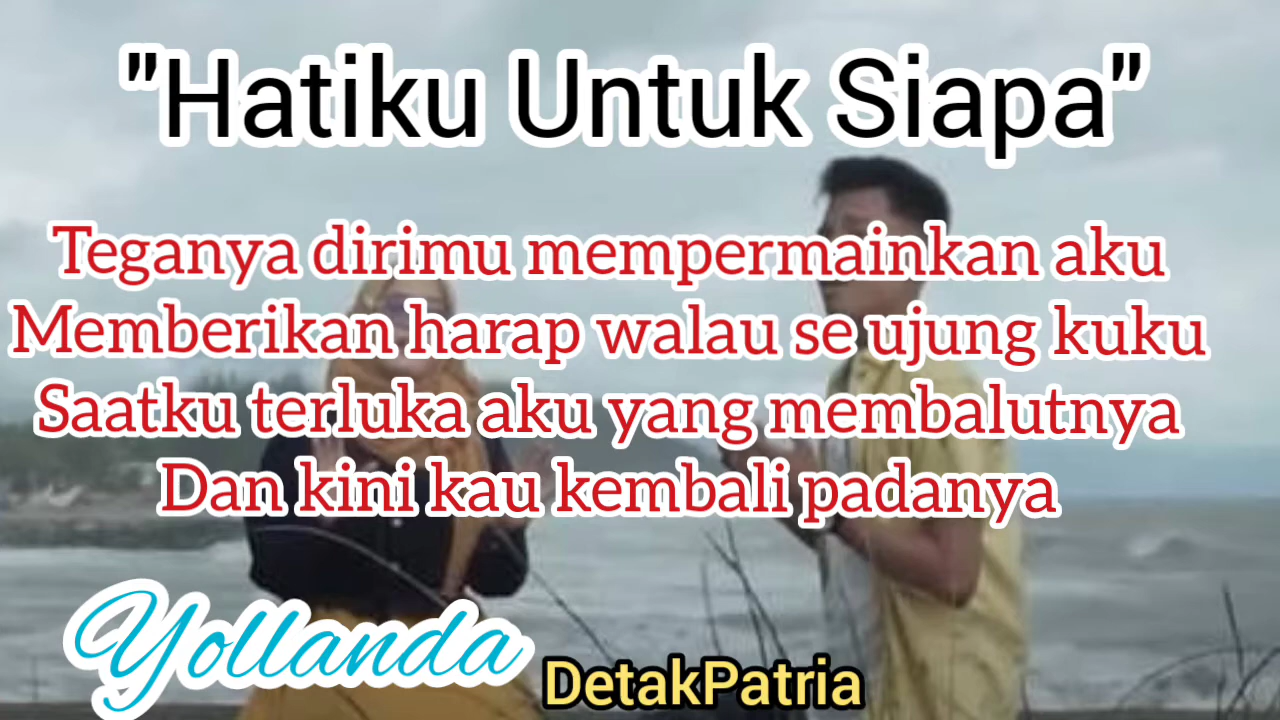 "Hatiku Untuk Siapa"
Teganya dirimu mempermainkan aku
Memberikan harap walau se ujung kuku
Saatku terluka aku yang membalutnya
Dan kini kau kembali padanya
Yollanda
DetakPatria